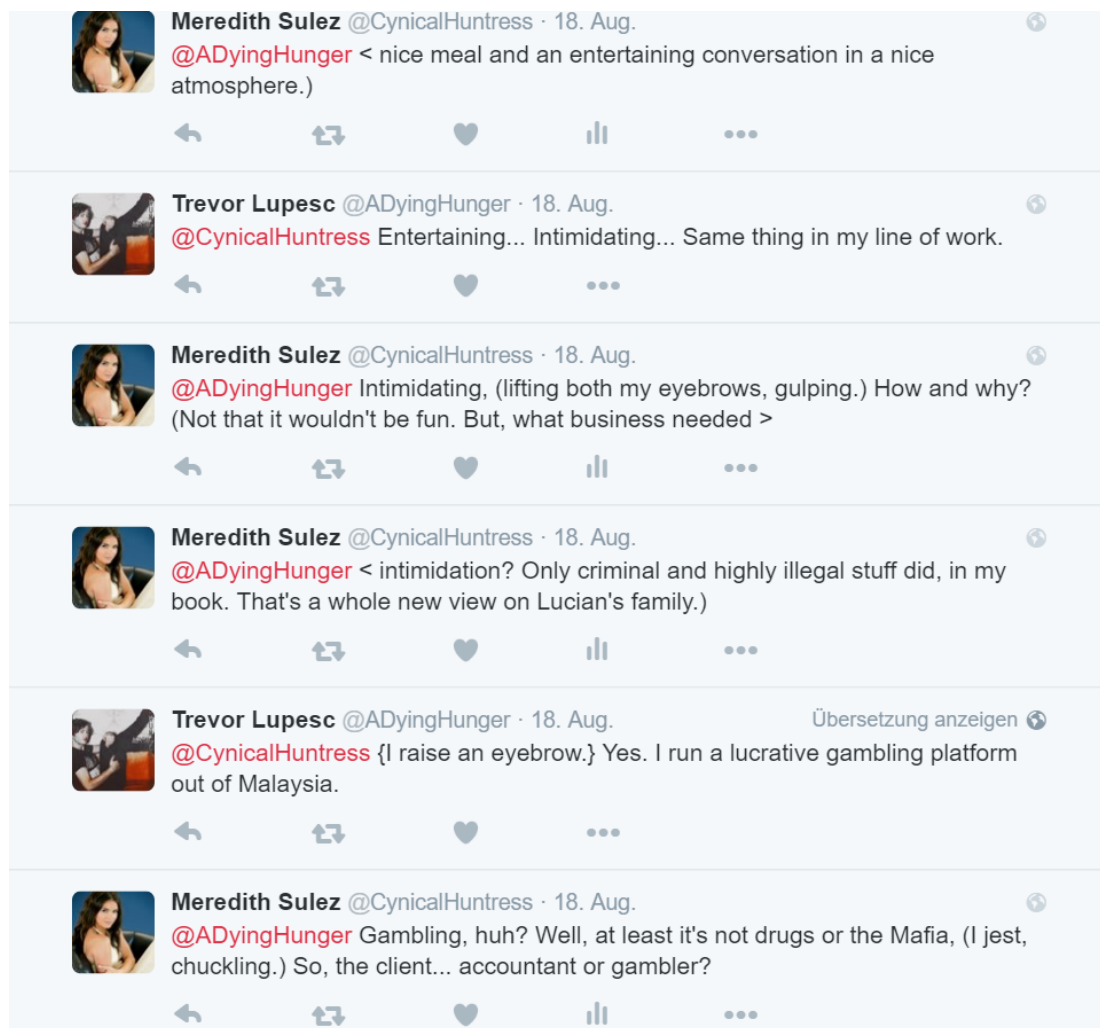 Meredith Sulez @CynicalHuntress · 18. Aug.
@ADyingHunger < nice meal and an entertaining conversation in a nice
atmosphere.)
Trevor Lupesc @ADyingHunger · 18. Aug.
@CynicalHuntress Entertaining... Intimidating... Same thing in my line of work.
Meredith Sulez @CynicalHuntress · 18. Aug.
@ADyingHunger Intimidating, (lifting both my eyebrows, gulping.) How and why?
(Not that it wouldn't be fun. But, what business needed >
Meredith Sulez @CynicalHuntress · 18. Aug.
@ADyingHunger < intimidation? Only criminal and highly illegal stuff did, in my
book. That's a whole new view on Lucian's family.)
Trevor Lupesc @ADyingHunger · 18. Aug. Übersetzung anzeigen
@CynicalHuntress {I raise an eyebrow.} Yes. I run a lucrative gambling platform
out of Malaysia.
Meredith Sulez @CynicalHuntress · 18. Aug.
@ADyingHunger Gambling, huh? Well, at least it's not drugs or the Mafia, (I jest,
chuckling.) So, the client... accountant or gambler?